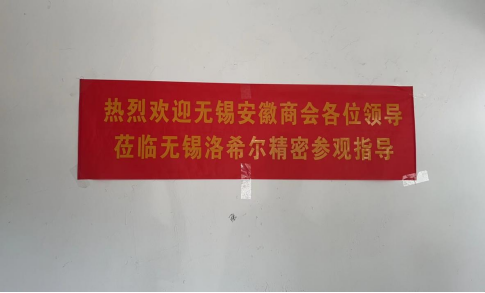 热烈欢迎无锡安徽商会各位领导
莅临无锡洛希尔精密参观指导